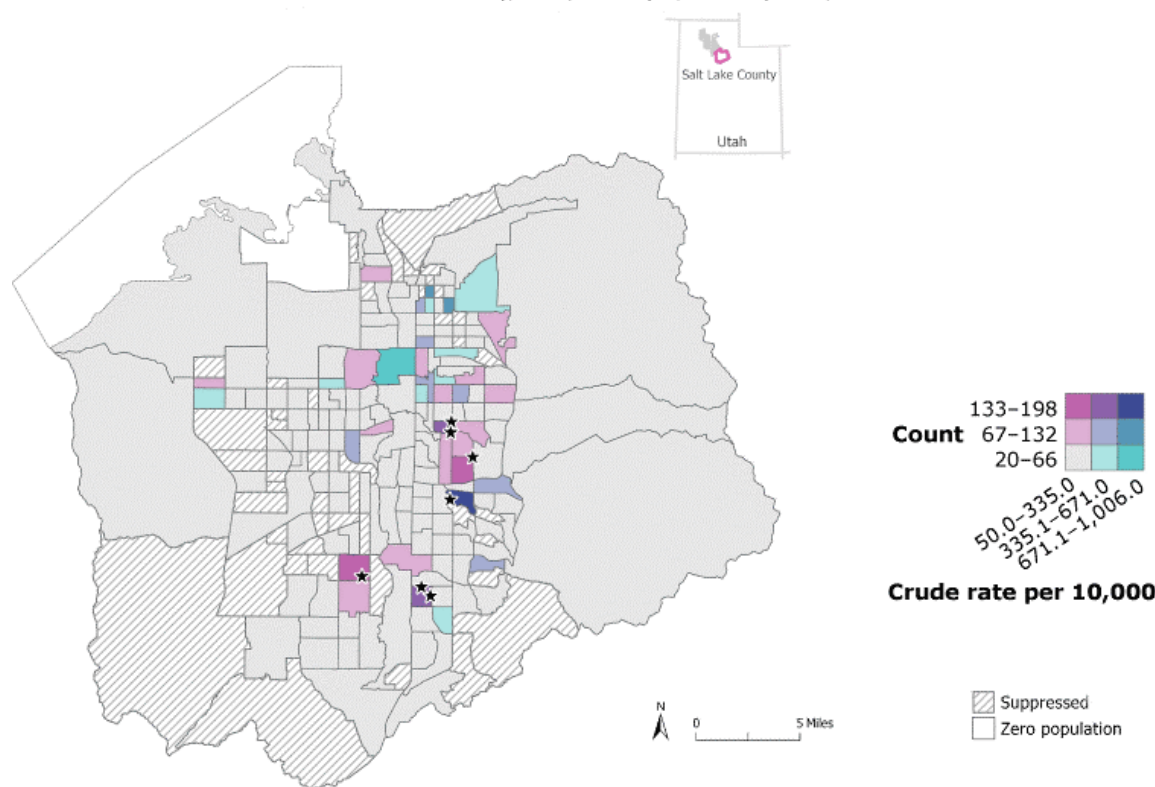 Salt Lake County
Utah
133–198
Count 67–132
20–66
50.0–335.0
335.1–671.0
671.1–1,006.0
Crude rate per 10,000
N
0 5 Miles
Suppressed
Zero population